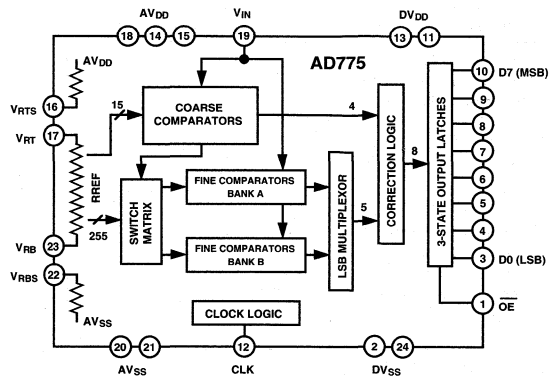 AVDD
VIN
DVDD
18 14 15 19 13 11
AD775
AVDD
VRTS 16
VRT 17
RREF
15
255
VRB 23
VRBS 22
AVSS
COARSE
COMPARATORS
SWITCH
MATRIX
FINE COMPARATORS
BANK A
FINE COMPARATORS
BANK B
LSB MULTIPLEXOR
4
5
CORRECTION LOGIC
8
3-STATE OUTPUT LATCHES
10 D7 (MSB)
9
8
7
6
5
4
3 D0 (LSB)
1 OE
CLOCK LOGIC
20 21 12 2 24
AVSS
CLK
DVSS